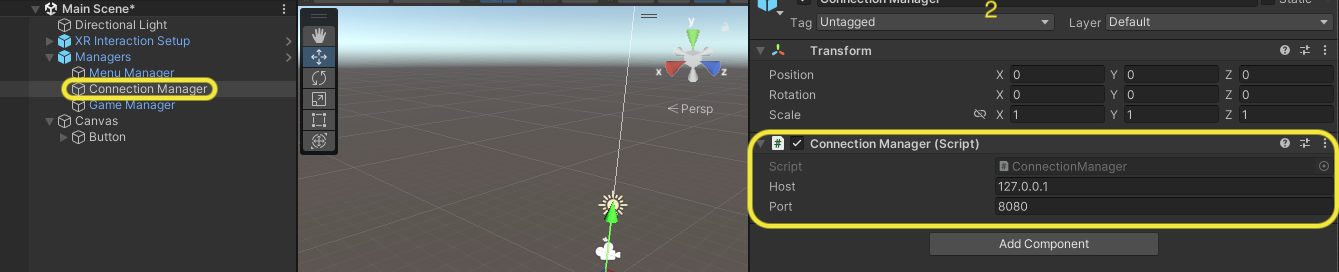 Main Scene*
Directional Light
XR Interaction Setup
Managers
Menu Manager
Connection Manager
Game Manager
Canvas
Button
y
x
z
Persp
Connection Manager
Static
2
Tag Untagged Layer Default
Transform
Position X 0 Y 0 Z 0
Rotation X 0 Y 0 Z 0
Scale X 1 Y 1 Z 1
# Connection Manager (Script)
Script # ConnectionManager
Host 127.0.0.1
Port 8080
Add Component